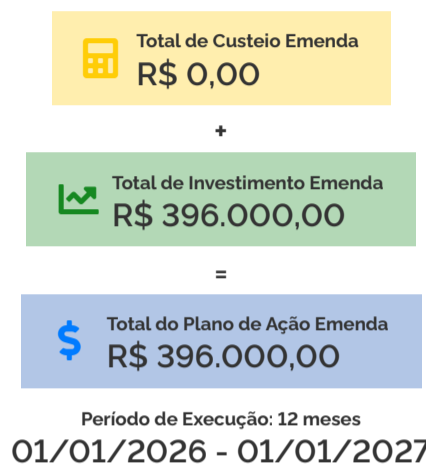 Total de Custeio Emenda
R$ 0,00
+
Total de Investimento Emenda
R$ 396.000,00
=
Total do Plano de Ação Emenda
R$ 396.000,00
Período de Execução: 12 meses
01/01/2026 - 01/01/2027